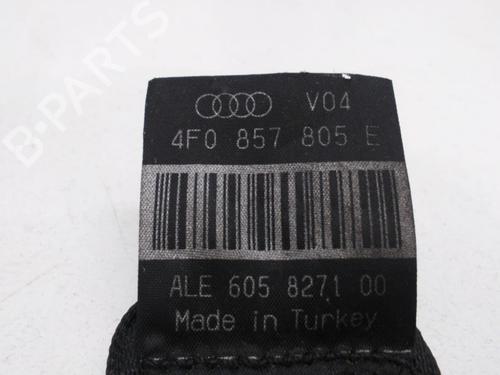 B-PARTS
V04
4F0 857 805 E
ALE 605 8271 00
Made in Turkey